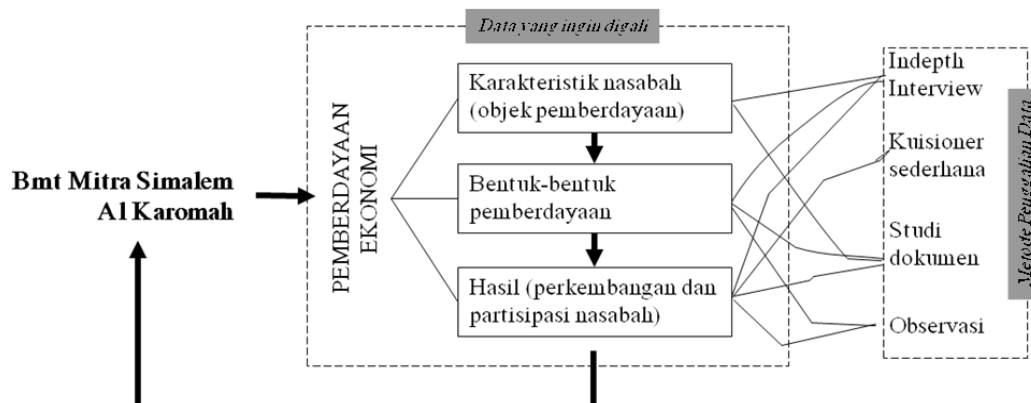 Data yang ingin digali
Bmt Mitra Simalem
Al Karomah
PEMBERDAYAAN
EKONOMI
Karakteristik nasabah
(objek pemberdayaan)
Bentuk-bentuk
pemberdayaan
Hasil (perkembangan dan
partisipasi nasabah)
Indepth
Interview
Kuisioner
sederhana
Studi
dokumen
Observasi
Metode Penggalian Data